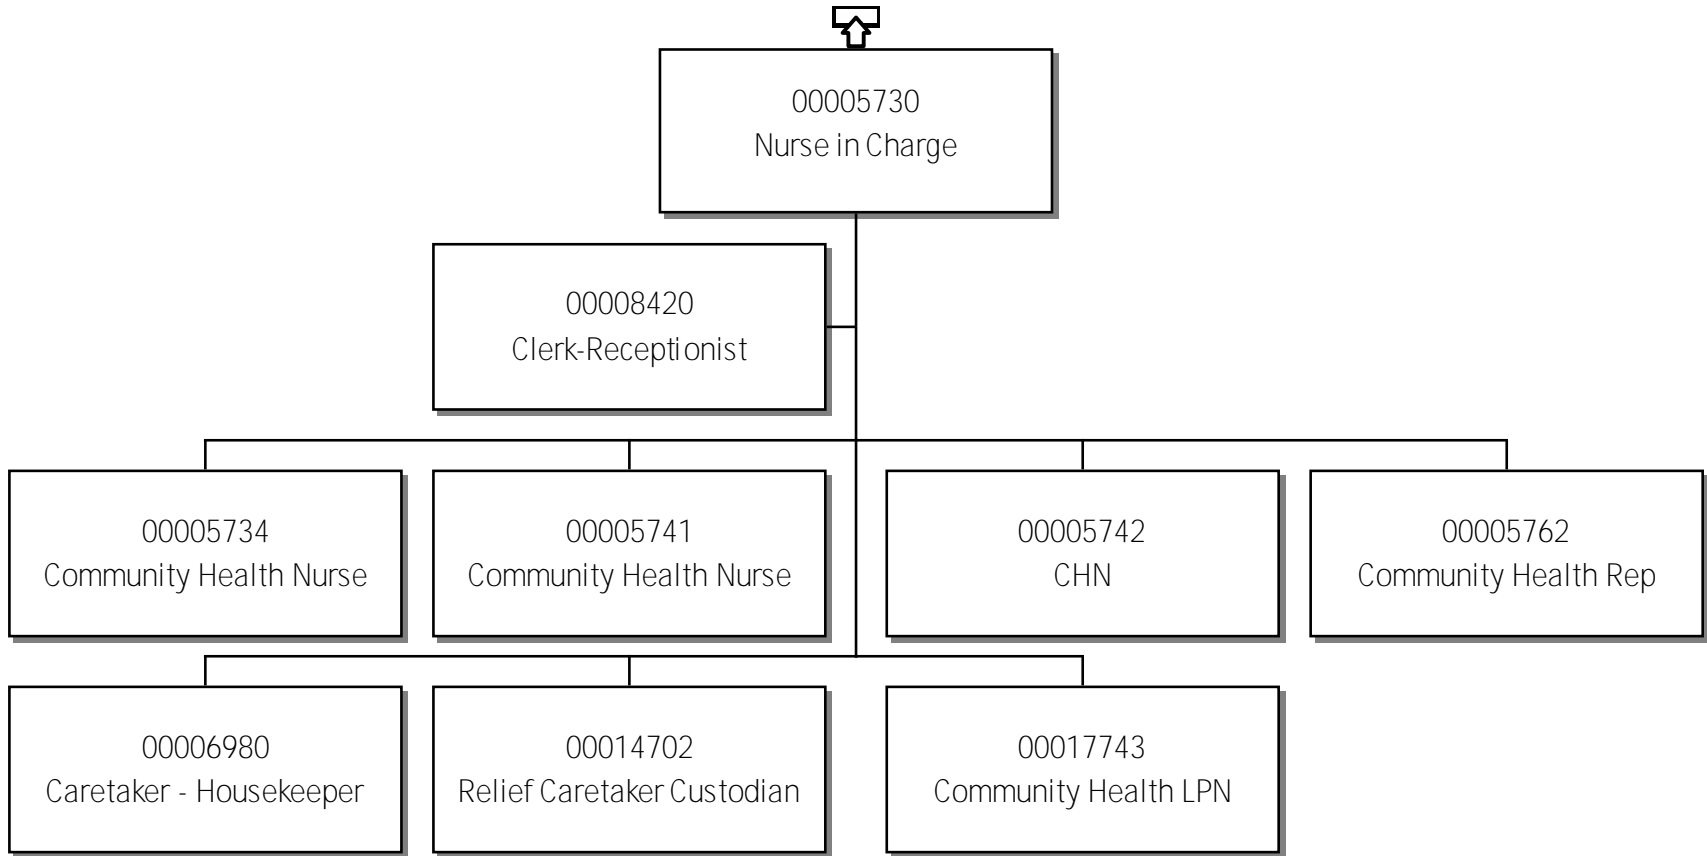 00005730
Nurse in Charge
00008420
Clerk-Receptionist
00005734
Community Health Nurse
00005741
Community Health Nurse
00005742
CHN
00005762
Community Health Rep
00006980
Caretaker - Housekeeper
00014702
Relief Caretaker Custodian
00017743
Community Health LPN